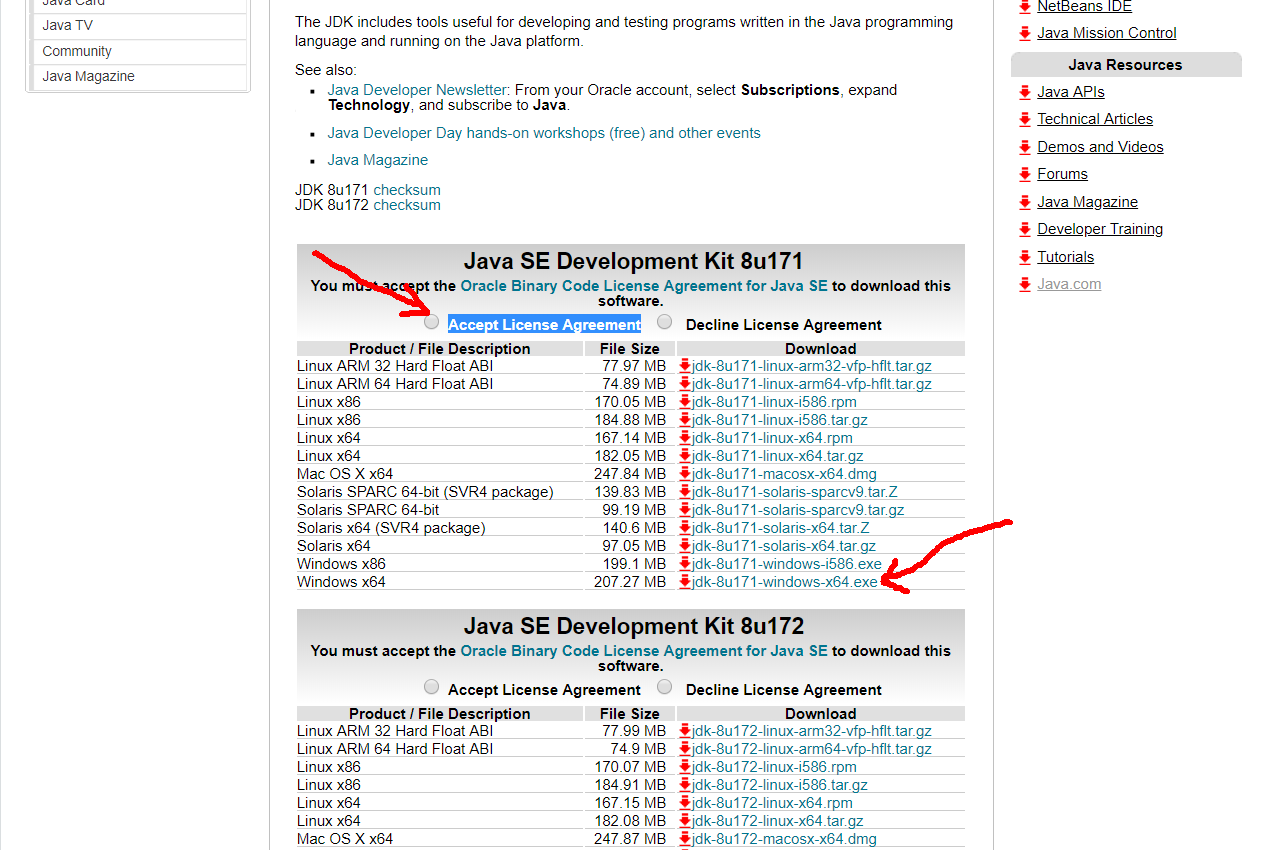 Java Card
Java TV
Community
Java Magazine
The JDK includes tools useful for developing and testing programs written in the Java programming
language and running on the Java platform.
See also:
Java Developer Newsletter: From your Oracle account, select Subscriptions, expand
Technology, and subscribe to Java.
Java Developer Day hands-on workshops (free) and other events
Java Magazine
JDK 8u171 checksum
JDK 8u172 checksum
Java SE Development Kit 8u171
You must accept the Oracle Binary Code License Agreement for Java SE to download this
software.
Accept License Agreement Decline License Agreement
Product / File Description File Size Download
Linux ARM 32 Hard Float ABI 77.97 MB jdk-8u171-linux-arm32-vfp-hflt.tar.gz
Linux ARM 64 Hard Float ABI 74.89 MB jdk-8u171-linux-arm64-vfp-hflt.tar.gz
Linux x86 170.05 MB jdk-8u171-linux-i586.rpm
Linux x86 184.88 MB jdk-8u171-linux-i586.tar.gz
Linux x64 167.14 MB jdk-8u171-linux-x64.rpm
Linux x64 182.05 MB jdk-8u171-linux-x64.tar.gz
Mac OS X x64 247.84 MB jdk-8u171-macosx-x64.dmg
Solaris SPARC 64-bit (SVR4 package) 139.83 MB jdk-8u171-solaris-sparcv9.tar.Z
Solaris SPARC 64-bit 99.19 MB jdk-8u171-solaris-sparcv9.tar.gz
Solaris x64 (SVR4 package) 140.6 MB jdk-8u171-solaris-x64.tar.Z
Solaris x64 97.05 MB jdk-8u171-solaris-x64.tar.gz
Windows x86 199.1 MB jdk-8u171-windows-i586.exe
Windows x64 207.27 MB jdk-8u171-windows-x64.exe
Java SE Development Kit 8u172
You must accept the Oracle Binary Code License Agreement for Java SE to download this
software.
Accept License Agreement Decline License Agreement
Product / File Description File Size Download
Linux ARM 32 Hard Float ABI 77.99 MB jdk-8u172-linux-arm32-vfp-hflt.tar.gz
Linux ARM 64 Hard Float ABI 74.9 MB jdk-8u172-linux-arm64-vfp-hflt.tar.gz
Linux x86 170.07 MB jdk-8u172-linux-i586.rpm
Linux x86 184.91 MB jdk-8u172-linux-i586.tar.gz
Linux x64 167.15 MB jdk-8u172-linux-x64.rpm
Linux x64 182.08 MB jdk-8u172-linux-x64.tar.gz
Mac OS X x64 247.87 MB jdk-8u172-macosx-x64.dmg
NetBeans IDE
Java Mission Control
Java Resources
Java APIs
Technical Articles
Demos and Videos
Forums
Java Magazine
Developer Training
Tutorials
Java.com